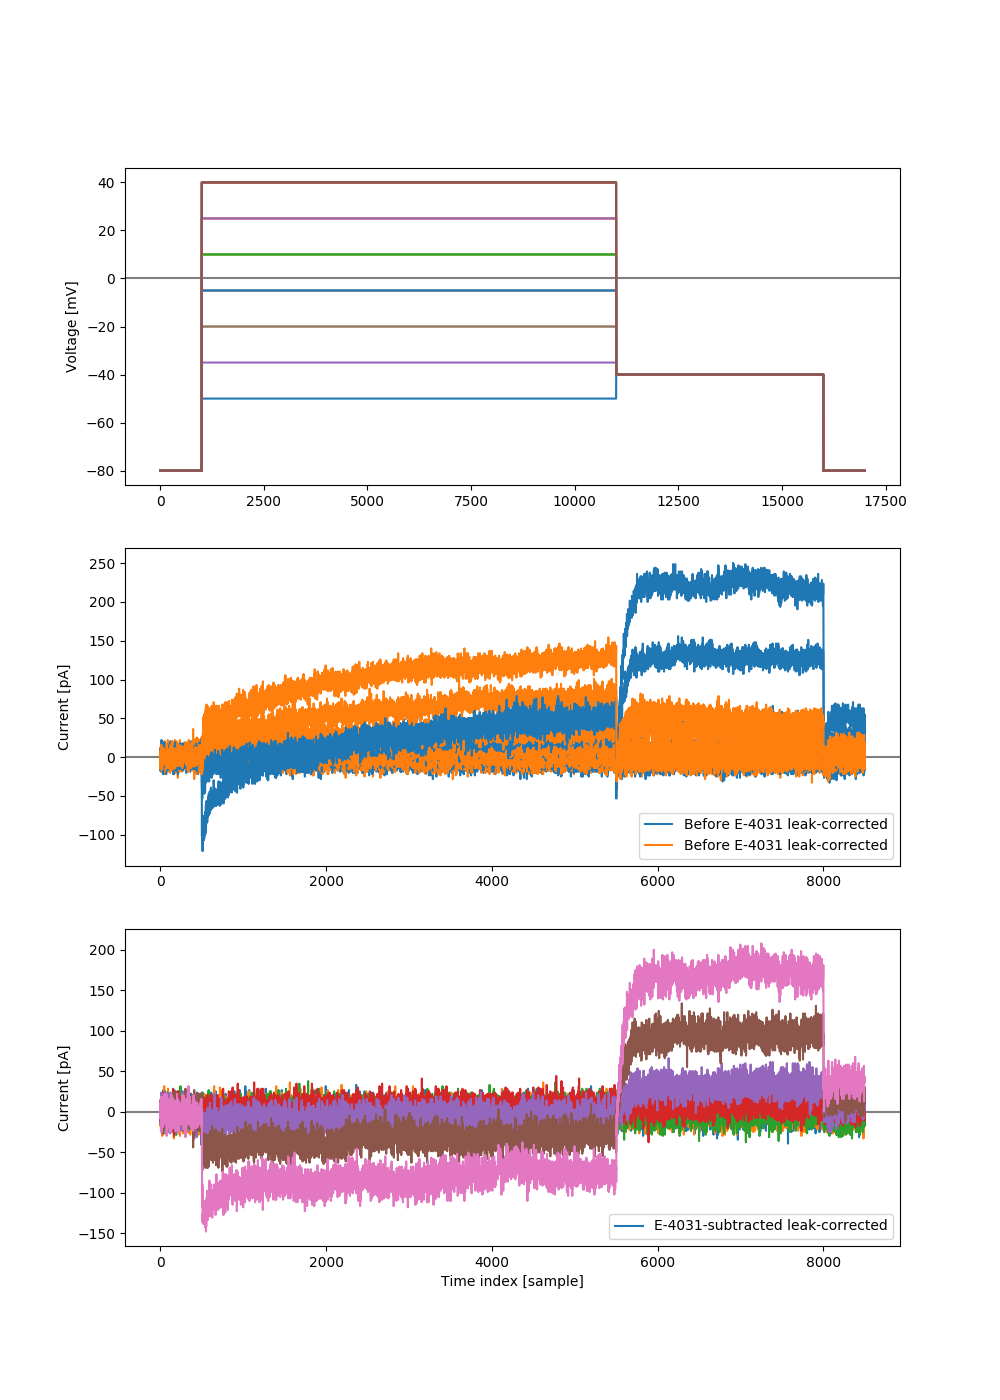 40
20
0
−20
−40
−60
−80
Voltage [mV]
0 2500 5000 7500 10000 12500 15000 17500
250
200
150
100
50
0
−50
−100
Current [pA]
Before E-4031 leak-corrected
Before E-4031 leak-corrected
0 2000 4000 6000 8000
200
150
100
50
0
−50
−100
−150
Current [pA]
E-4031-subtracted leak-corrected
0 2000 4000 6000 8000
Time index [sample]